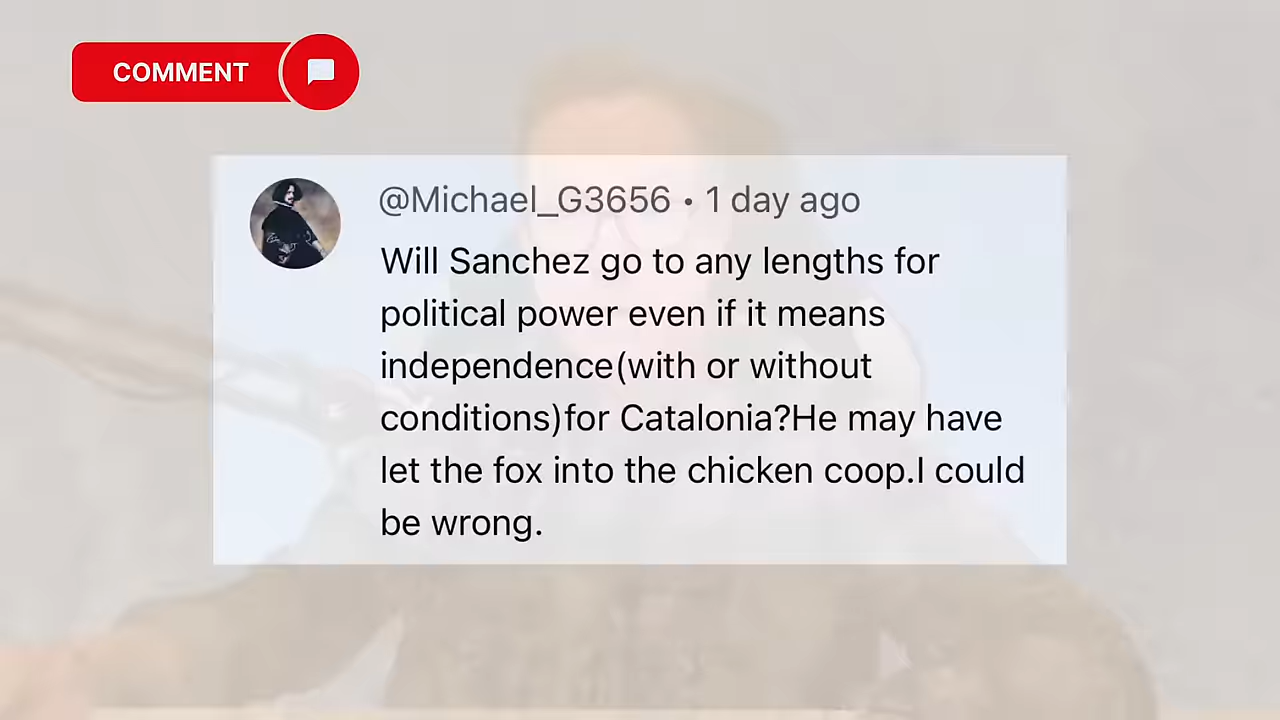 COMMENT
@Michael_G3656 • 1 day ago
Will Sanchez go to any lengths for
political power even if it means
independence(with or without
conditions)for Catalonia?He may have
let the fox into the chicken coop.I could
be wrong.